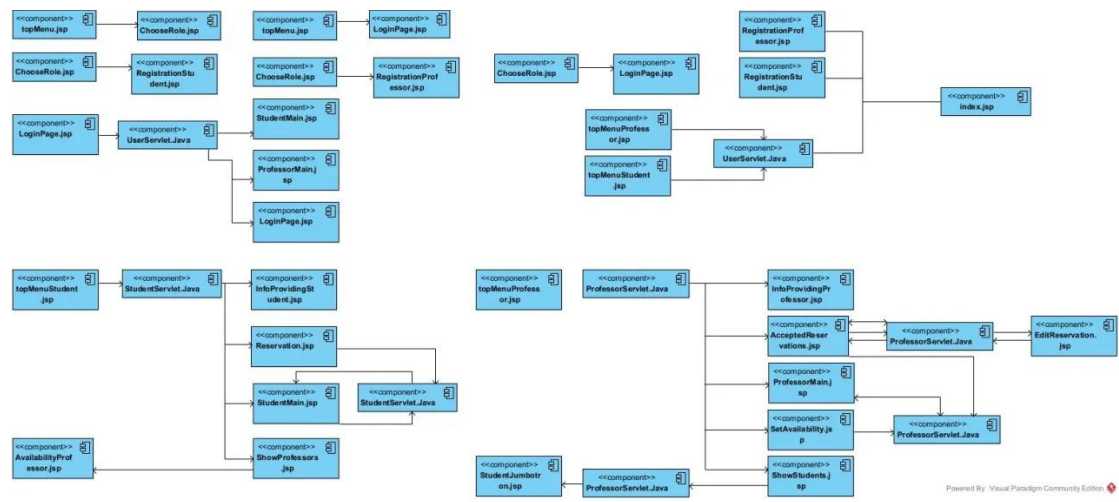 <<component>>
topMenu.jsp
<<component>>
ChooseRole.jsp
<<component>>
topMenu.jsp
<<component>>
LoginPage.jsp
<<component>>
ChooseRole.jsp
<<component>>
RegistrationStu
dent.jsp
<<component>>
ChooseRole.jsp
<<component>>
RegistrationProf
essor.jsp
<<component>>
LoginPage.jsp
<<component>>
UserServlet.Java
<<component>>
StudentMain.jsp
<<component>>
ProfessorMain.j
sp
<<component>>
LoginPage.jsp
<<component>>
RegistrationProf
essor.jsp
<<component>>
ChooseRole.jsp
<<component>>
LoginPage.jsp
<<component>>
RegistrationStu
dent.jsp
<<component>>
index.jsp
<<component>>
topMenuProfess
or.jsp
<<component>>
UserServlet.Java
<<component>>
topMenuStudent
.jsp
<<component>>
topMenuStudent
.jsp
<<component>>
StudentServlet.Java
<<component>>
InfoProvidingSt
udent.jsp
<<component>>
Reservation.jsp
<<component>>
StudentMain.jsp
<<component>>
StudentServlet.Java
<<component>>
AvailabilityProf
essor.jsp
<<component>>
ShowProfessors
.jsp
<<component>>
topMenuProfess
or.jsp
<<component>>
ProfessorServlet.Java
<<component>>
InfoProvidingPr
ofessor.jsp
<<component>>
AcceptedReser
vations.jsp
<<component>>
ProfessorServlet.Java
<<component>>
EditReservation.
jsp
<<component>>
ProfessorMain.j
sp
<<component>>
SetAvailability.js
p
<<component>>
ProfessorServlet.Java
<<component>>
StudentJumbotr
on.jsp
<<component>>
ProfessorServlet.Java
<<component>>
ShowStudents.j
sp
Powered By: Visual Paradigm Community Edition